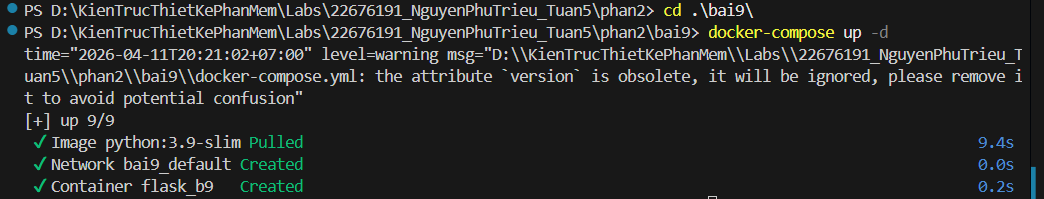 PS D:\KienTrucThietKePhanMem\Labs\22676191_NguyenPhuTrieu_Tuan5\phan2> cd .\bai9\
PS D:\KienTrucThietKePhanMem\Labs\22676191_NguyenPhuTrieu_Tuan5\phan2\bai9> docker-compose up -d
time="2026-04-11T20:21:02+07:00" level=warning msg="D:\\KienTrucThietKePhanMem\\Labs\\22676191_NguyenPhuTrieu_T
uan5\\phan2\\bai9\\docker-compose.yml: the attribute `version` is obsolete, it will be ignored, please remove i
t to avoid potential confusion"
[+] up 9/9
✓ Image python:3.9-slim Pulled 9.4s
✓ Network bai9_default Created 0.0s
✓ Container flask_b9 Created 0.2s